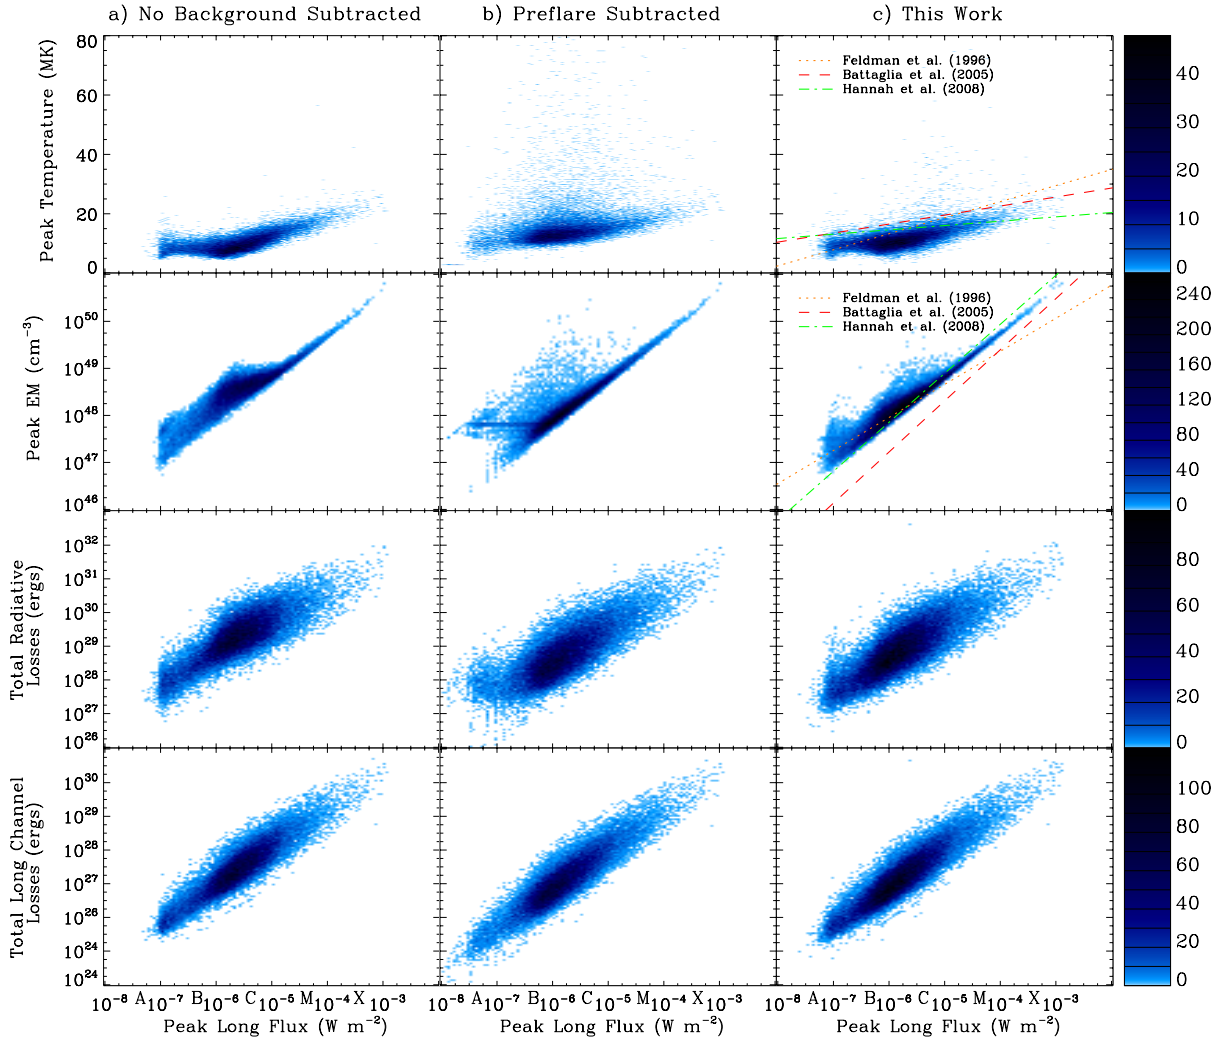 a) No Background Subtracted
b) Preflare Subtracted
c) This Work
Peak Temperature (MK)
80
60
40
20
0
Feldman et al. (1996)
Battaglia et al. (2005)
Hannah et al. (2008)
40
30
20
10
0
Peak EM (cm⁻³)
10⁵⁰
10⁴⁹
10⁴⁸
10⁴⁷
10⁴⁶
Feldman et al. (1996)
Battaglia et al. (2005)
Hannah et al. (2008)
240
200
160
120
80
40
0
Total Radiative
Losses (ergs)
10³²
10³¹
10³⁰
10²⁹
10²⁸
10²⁷
10²⁶
80
60
40
20
0
Total Long Channel
Losses (ergs)
10³⁰
10²⁹
10²⁸
10²⁷
10²⁶
10²⁴
10²⁴
100
80
60
40
20
0
10⁻⁸ A 10⁻⁷ B 10⁻⁶ C 10⁻⁵ M 10⁻⁴ X 10⁻³
10⁻⁸ A 10⁻⁷ B 10⁻⁶ C 10⁻⁵ M 10⁻⁴ X 10⁻³
10⁻⁸ A 10⁻⁷ B 10⁻⁶ C 10⁻⁵ M 10⁻⁴ X 10⁻³
Peak Long Flux (W m⁻²)
Peak Long Flux (W m⁻²)
Peak Long Flux (W m⁻²)